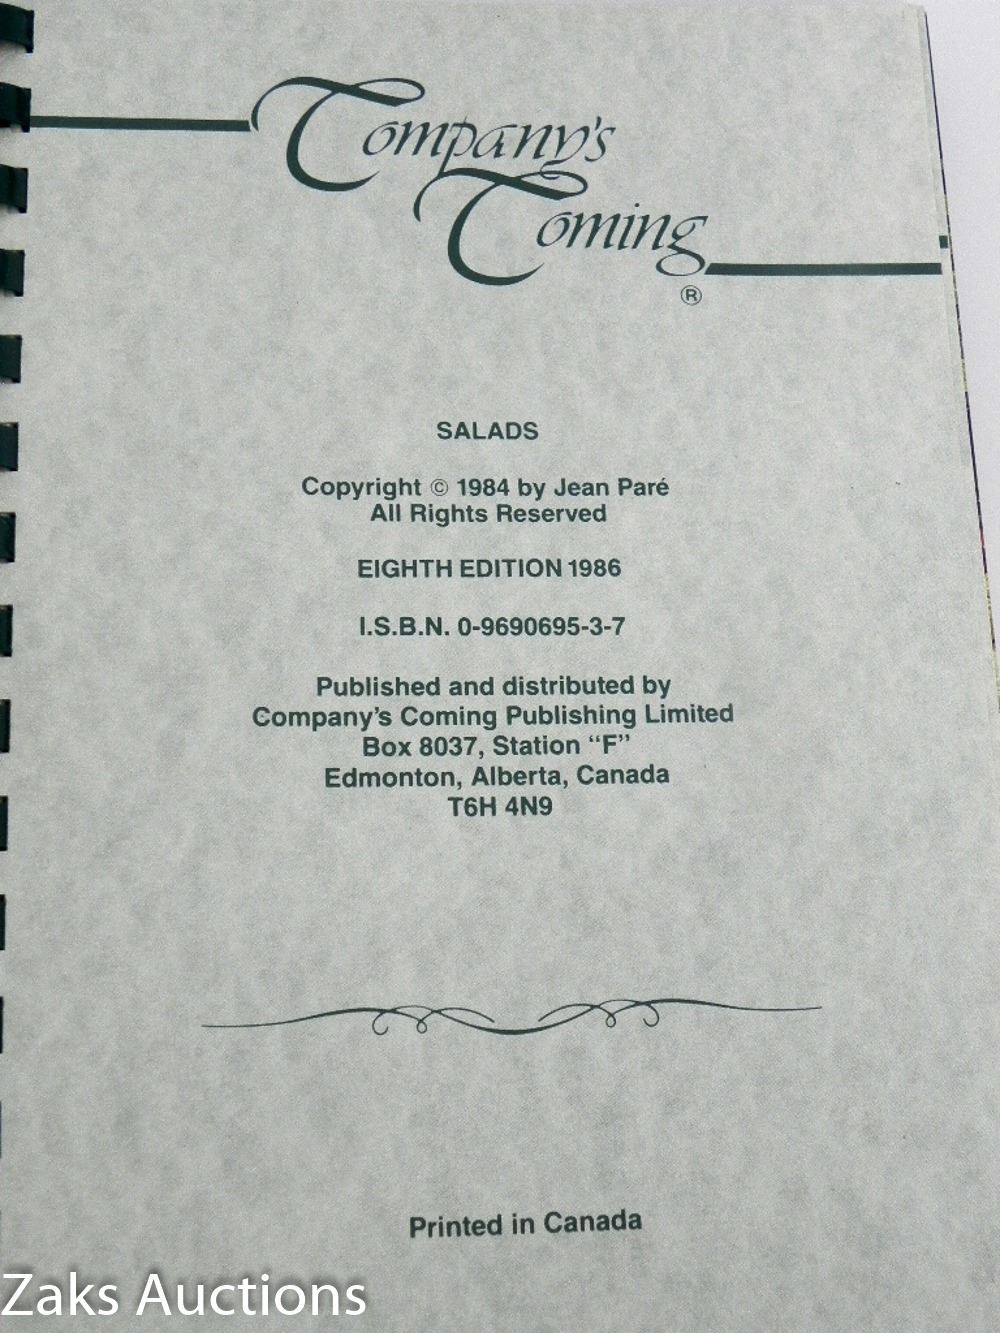 Company's
Coming
®
SALADS
Copyright © 1984 by Jean Paré
All Rights Reserved
EIGHTH EDITION 1986
I.S.B.N. 0-9690695-3-7
Published and distributed by
Company's Coming Publishing Limited
Box 8037, Station "F"
Edmonton, Alberta, Canada
T6H 4N9
Printed in Canada
Zaks Auctions